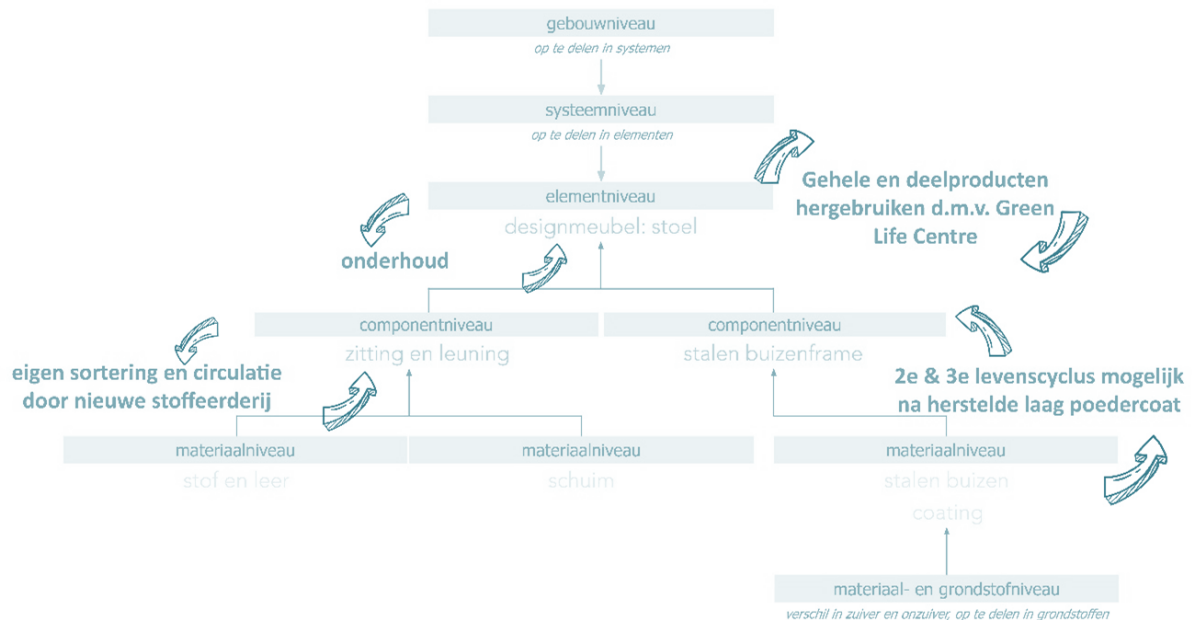 gebouwniveau
op te delen in systemen
systeemniveau
op te delen in elementen
elementniveau
designmeubel: stoel
Gehele en deelproducten
hergebruiken d.m.v. Green
Life Centre
onderhoud
componentniveau
zitting en leuning
componentniveau
stalen buizenframe
eigen sortering en circulatie
door nieuwe stoffeerderij
2e & 3e levenscyclus mogelijk
na herstelde laag poedercoat
materiaalniveau
stof en leer
materiaalniveau
schuim
materiaalniveau
stalen buizen
coating
materiaal- en grondstofniveau
verschil in zuiver en onzuiver, op te delen in grondstoffen